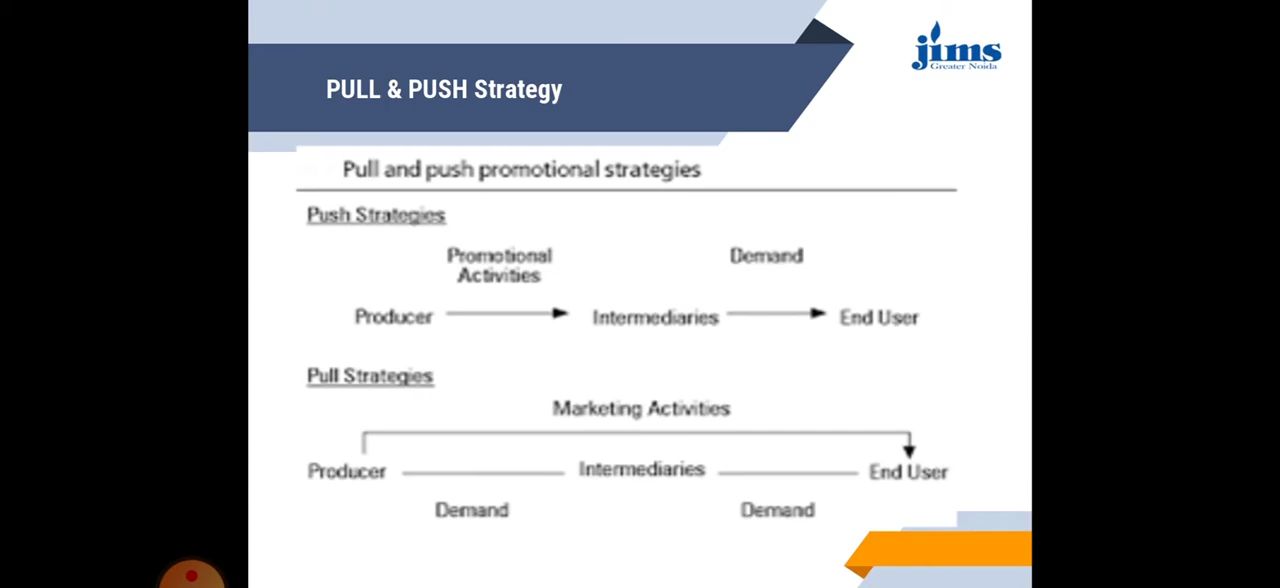 jims
Greater Noida
PULL & PUSH Strategy
Pull and push promotional strategies
Push Strategies
Promotional
Activities
Demand
Producer
Intermediaries
End User
Pull Strategies
Marketing Activities
Producer
Intermediaries
End User
Demand
Demand